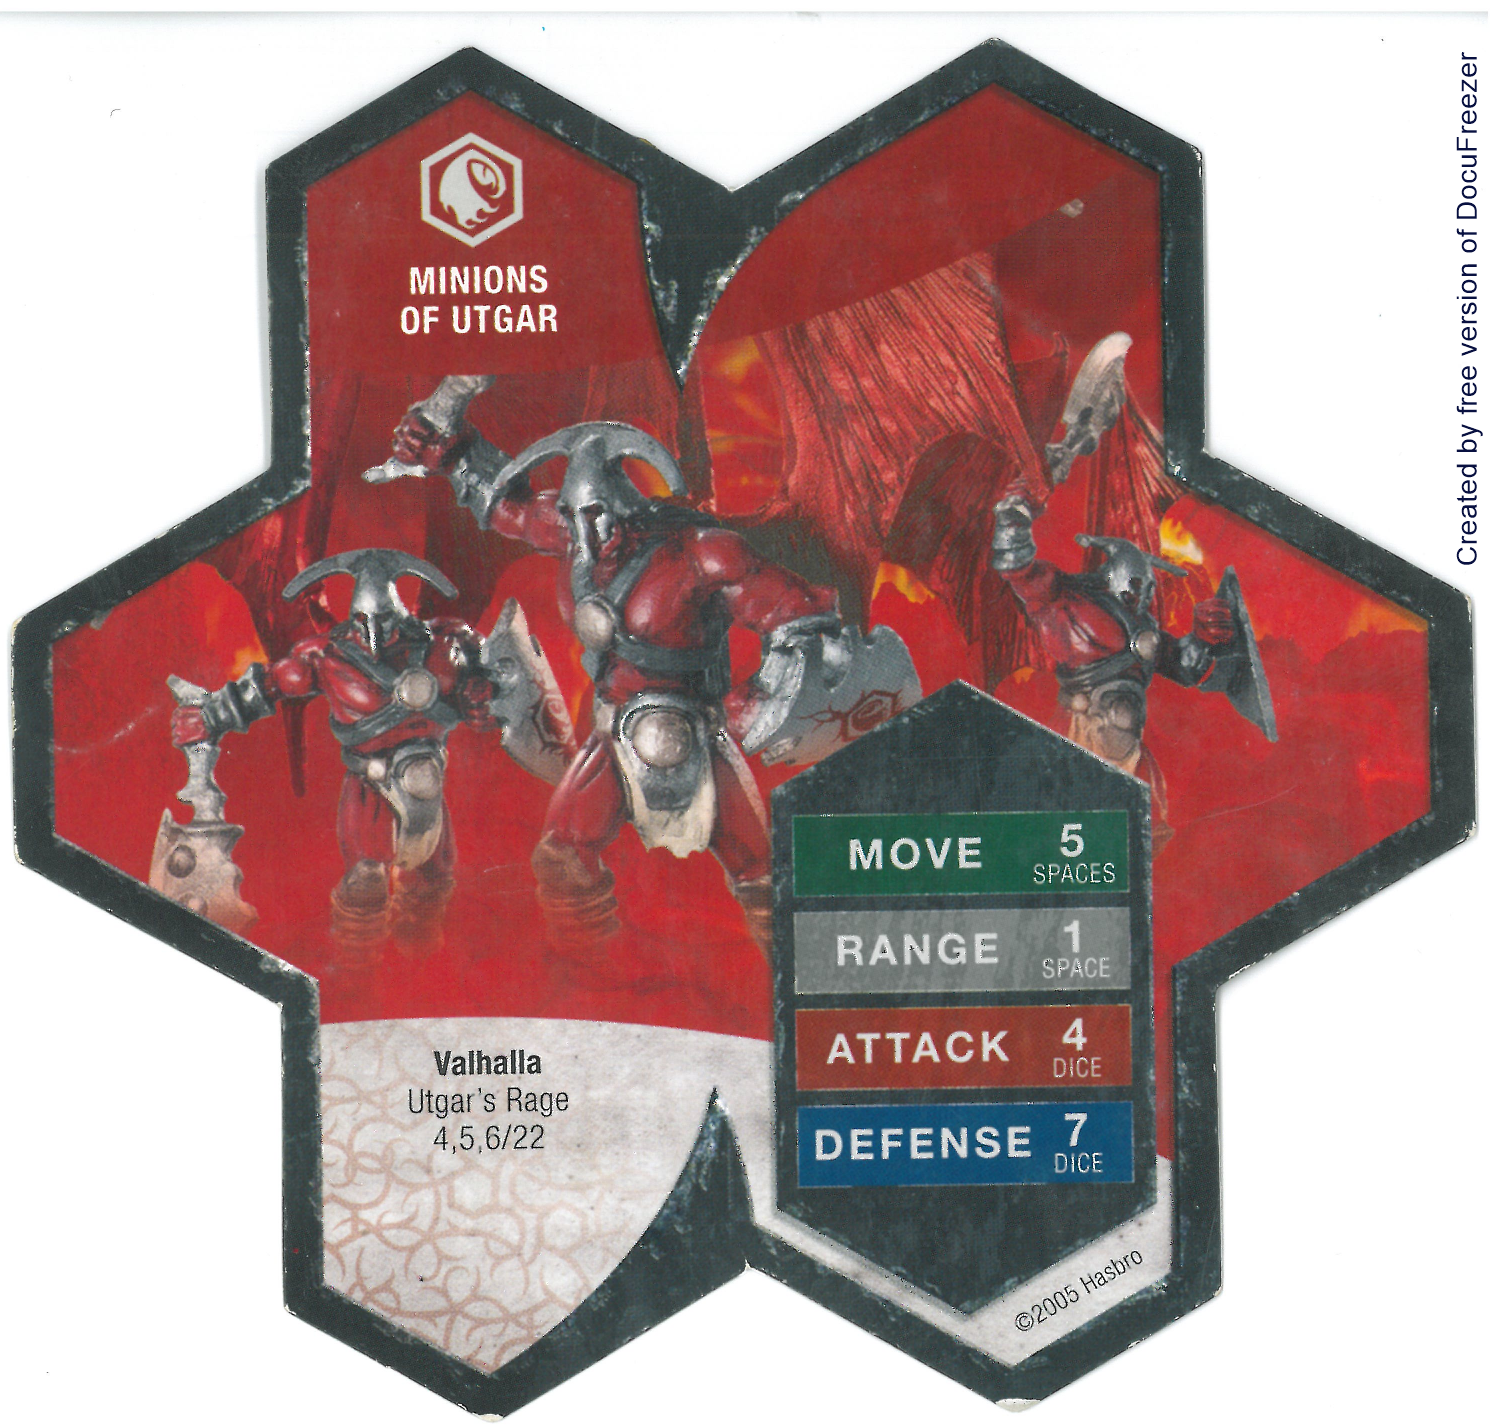 MINIONS
OF UTGAR
MOVE 5
SPACES
RANGE 1
SPACE
ATTACK 4
DICE
DEFENSE 7
DICE
Valhalla
Utgar's Rage
4,5,6/22
©2005 Hasbro
Created by free version of DocuFreezer